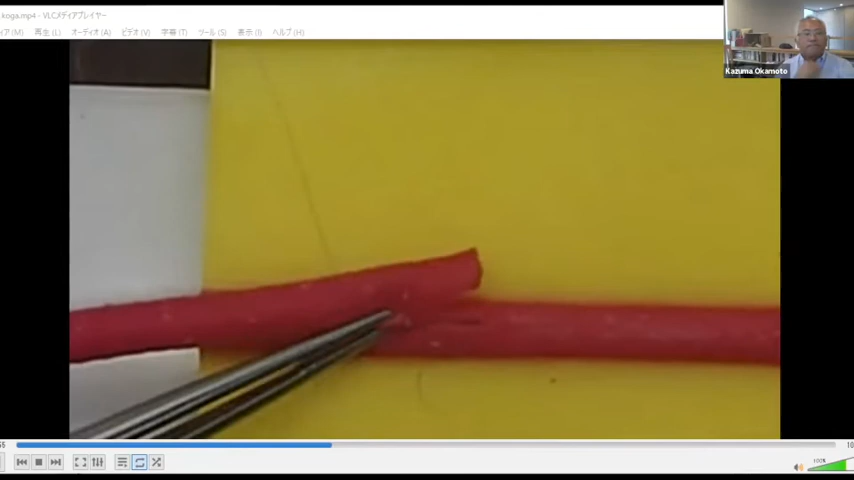 koga.mp4 - VLCメディアプレイヤー
ィア(M) 再生(L) オーディオ(A) ビデオ(V) 字幕(T) ツール(S) 表示(I) ヘルプ(H)
Kazuma Okamoto
100%